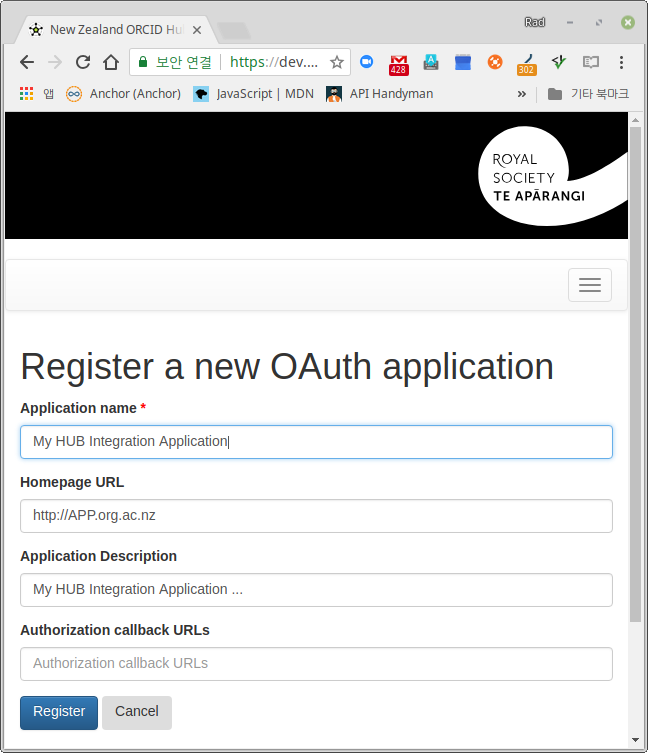 New Zealand ORCID Hu
Rad
보안 연결
https://dev....
428
302
앱
Anchor (Anchor)
JavaScript | MDN
API Handyman
»
기타 북마크
ROYAL
SOCIETY
TE APĀRANGI
Register a new OAuth application
Application name *
My HUB Integration Application
Homepage URL
http://APP.org.ac.nz
Application Description
My HUB Integration Application ...
Authorization callback URLs
Authorization callback URLs
Register
Cancel